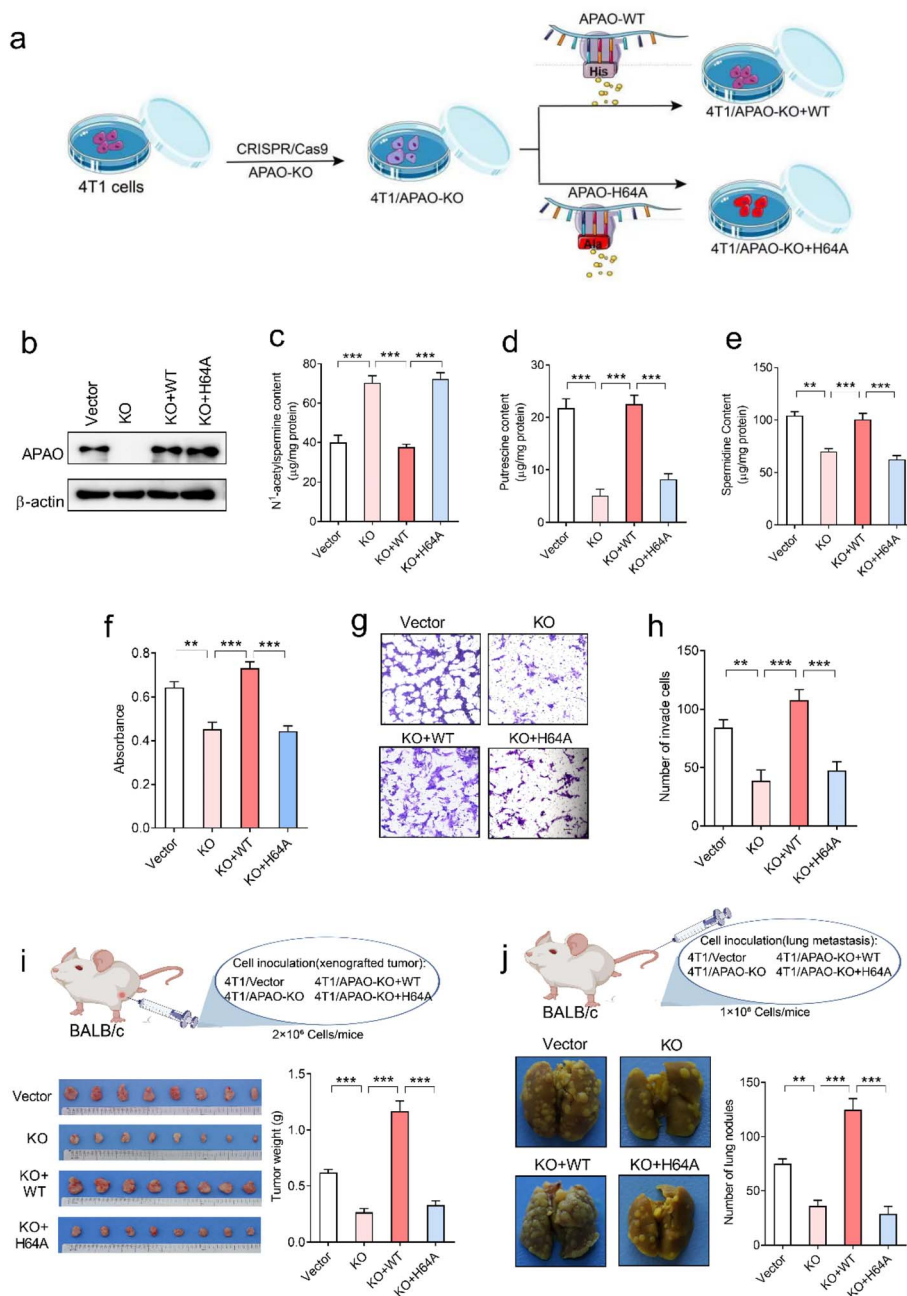 a
APAO-WT
His
4T1/APAO-KO+WT
CRISPR/Cas9
APAO-KO
4T1 cells
4T1/APAO-KO
APAO-H64A
Ala
4T1/APAO-KO+H64A
b
Vector
KO
KO+WT
KO+H64A
APAO
β-actin
c
N¹-acetylspermine content
(µg/mg protein)
80
60
40
20
0
***
***
***
Vector
KO
KO+WT
KO+H64A
d
Putrescine content
(µg/mg protein)
30
20
10
0
***
***
***
Vector
KO
KO+WT
KO+H64A
e
Spermidine Content
(µg/mg protein)
150
100
50
0
**
***
***
Vector
KO
KO+WT
KO+H64A
f
Absorbance
0.8
0.6
0.4
0.2
0.0
**
***
***
Vector
KO
KO+WT
KO+H64A
g
Vector
KO
KO+WT
KO+H64A
h
Number of invade cells
150
100
50
0
**
***
***
Vector
KO
KO+WT
KO+H64A
i
BALB/c
Cell inoculation(xenografted tumor):
4T1/Vector 4T1/APAO-KO+WT
4T1/APAO-KO 4T1/APAO-KO+H64A
2×10⁶ Cells/mice
Vector
KO
KO+
WT
KO+
H64A
Tumor weight (g)
1.5
1.0
0.5
0.0
***
***
***
Vector
KO
KO+WT
KO+H64A
j
BALB/c
Cell inoculation(lung metastasis):
4T1/Vector 4T1/APAO-KO+WT
4T1/APAO-KO 4T1/APAO-KO+H64A
1×10⁶ Cells/mice
Vector
KO
KO+WT
KO+H64A
Number of lung nodules
150
100
50
0
**
***
***
Vector
KO
KO+WT
KO+H64A